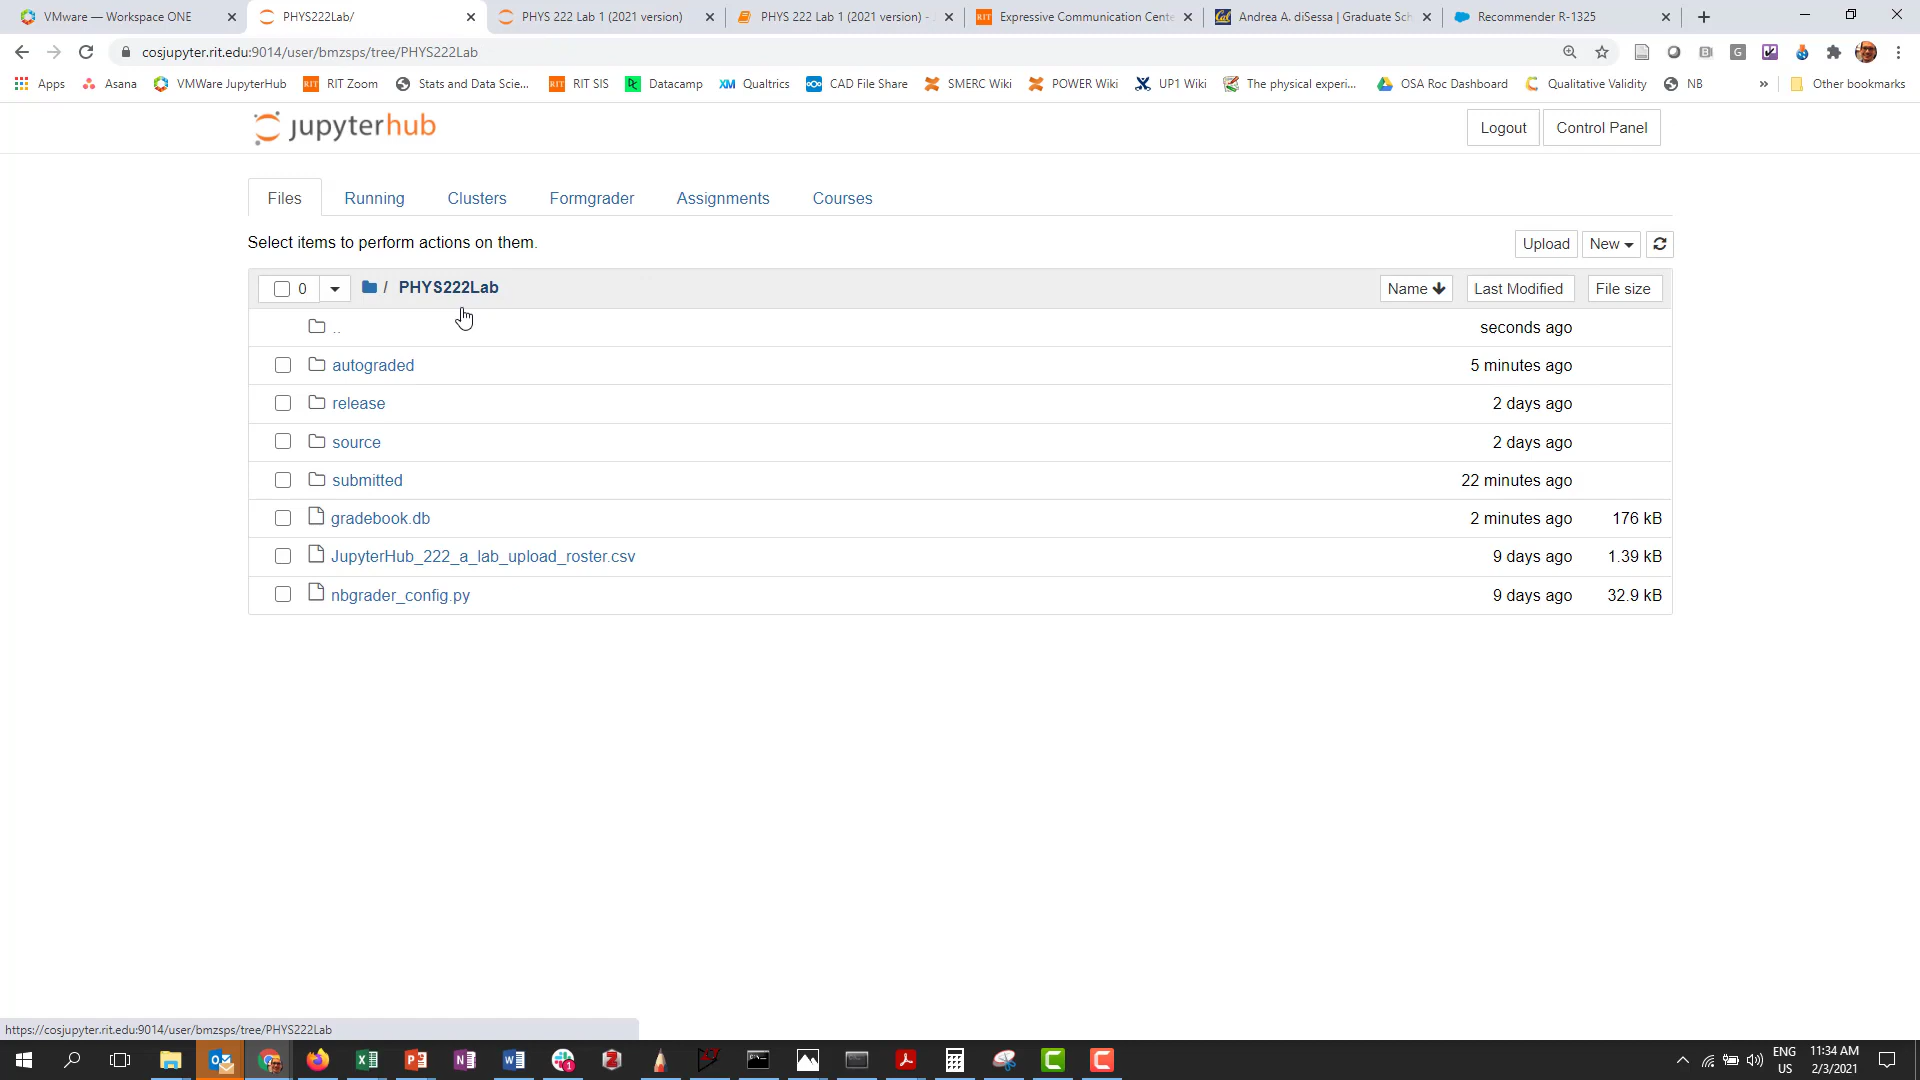 VMware — Workspace ONE
PHYS222Lab/
PHYS 222 Lab 1 (2021 version)
PHYS 222 Lab 1 (2021 version) -
Expressive Communication Cente
Andrea A. diSessa | Graduate Sch
Recommender R-1325
cosjupyter.rit.edu:9014/user/bmzsps/tree/PHYS222Lab
Apps
Asana
VMWare JupyterHub
RIT Zoom
Stats and Data Scie...
RIT SIS
Datacamp
Qualtrics
CAD File Share
SMERC Wiki
POWER Wiki
UP1 Wiki
The physical experi...
OSA Roc Dashboard
Qualitative Validity
NB
»
Other bookmarks
jupyterhub
Logout
Control Panel
Files
Running
Clusters
Formgrader
Assignments
Courses
Select items to perform actions on them.
Upload
New
0
/ PHYS222Lab
Name
Last Modified
File size
..
seconds ago
autograded
5 minutes ago
release
2 days ago
source
2 days ago
submitted
22 minutes ago
gradebook.db
2 minutes ago
176 kB
JupyterHub_222_a_lab_upload_roster.csv
9 days ago
1.39 kB
nbgrader_config.py
9 days ago
32.9 kB
https://cosjupyter.rit.edu:9014/user/bmzsps/tree/PHYS222Lab
ENG
US
11:34 AM
2/3/2021